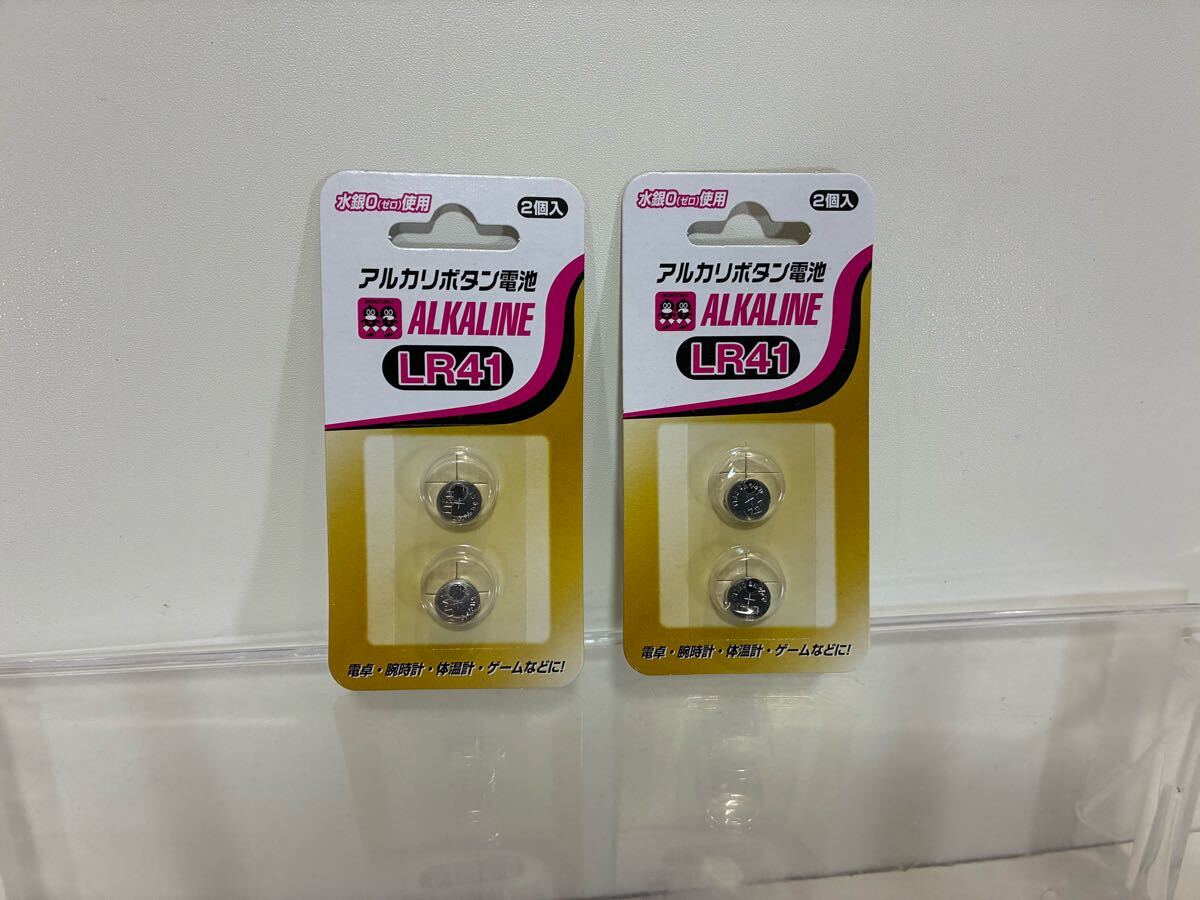 水銀0(ゼロ)使用
2個入
アルカリボタン電池
ALKALINE
LR41
電卓・腕時計・体温計・ゲームなどに!
水銀0(ゼロ)使用
2個入
アルカリボタン電池
ALKALINE
LR41
電卓・腕時計・体温計・ゲームなどに!